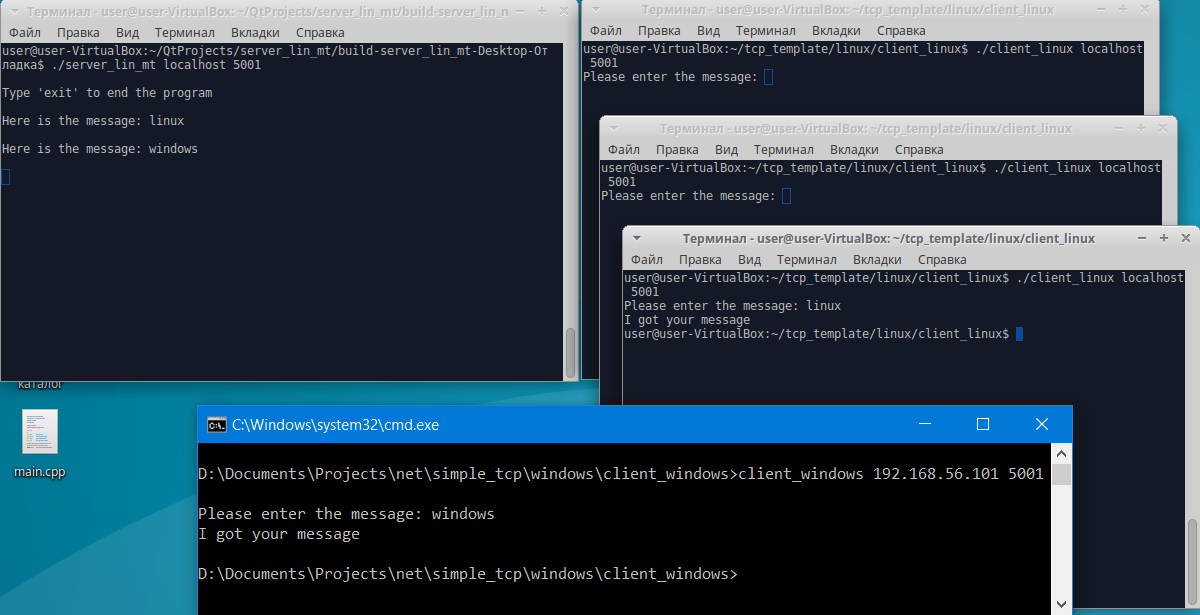 Терминал - user@user-VirtualBox: ~/QtProjects/server_lin_mt/build-server_lin_n
Файл Правка Вид Терминал Вкладки Справка
user@user-VirtualBox:~/QtProjects/server_lin_mt/build-server_lin_mt-Desktop-От
ладка$ ./server_lin_mt localhost 5001
Type 'exit' to end the program
Here is the message: linux
Here is the message: windows
Терминал - user@user-VirtualBox: ~/tcp_template/linux/client_linux
Файл Правка Вид Терминал Вкладки Справка
user@user-VirtualBox:~/tcp_template/linux/client_linux$ ./client_linux localhost
5001
Please enter the message:
Терминал - user@user-VirtualBox: ~/tcp_template/linux/client_linux
Файл Правка Вид Терминал Вкладки Справка
user@user-VirtualBox:~/tcp_template/linux/client_linux$ ./client_linux localhost
5001
Please enter the message:
Терминал - user@user-VirtualBox: ~/tcp_template/linux/client_linux
Файл Правка Вид Терминал Вкладки Справка
user@user-VirtualBox:~/tcp_template/linux/client_linux$ ./client_linux localhost
5001
Please enter the message: linux
I got your message
user@user-VirtualBox:~/tcp_template/linux/client_linux$
каталог
main.cpp
C:\Windows\system32\cmd.exe
D:\Documents\Projects\net\simple_tcp\windows\client_windows>client_windows 192.168.56.101 5001
Please enter the message: windows
I got your message
D:\Documents\Projects\net\simple_tcp\windows\client_windows>